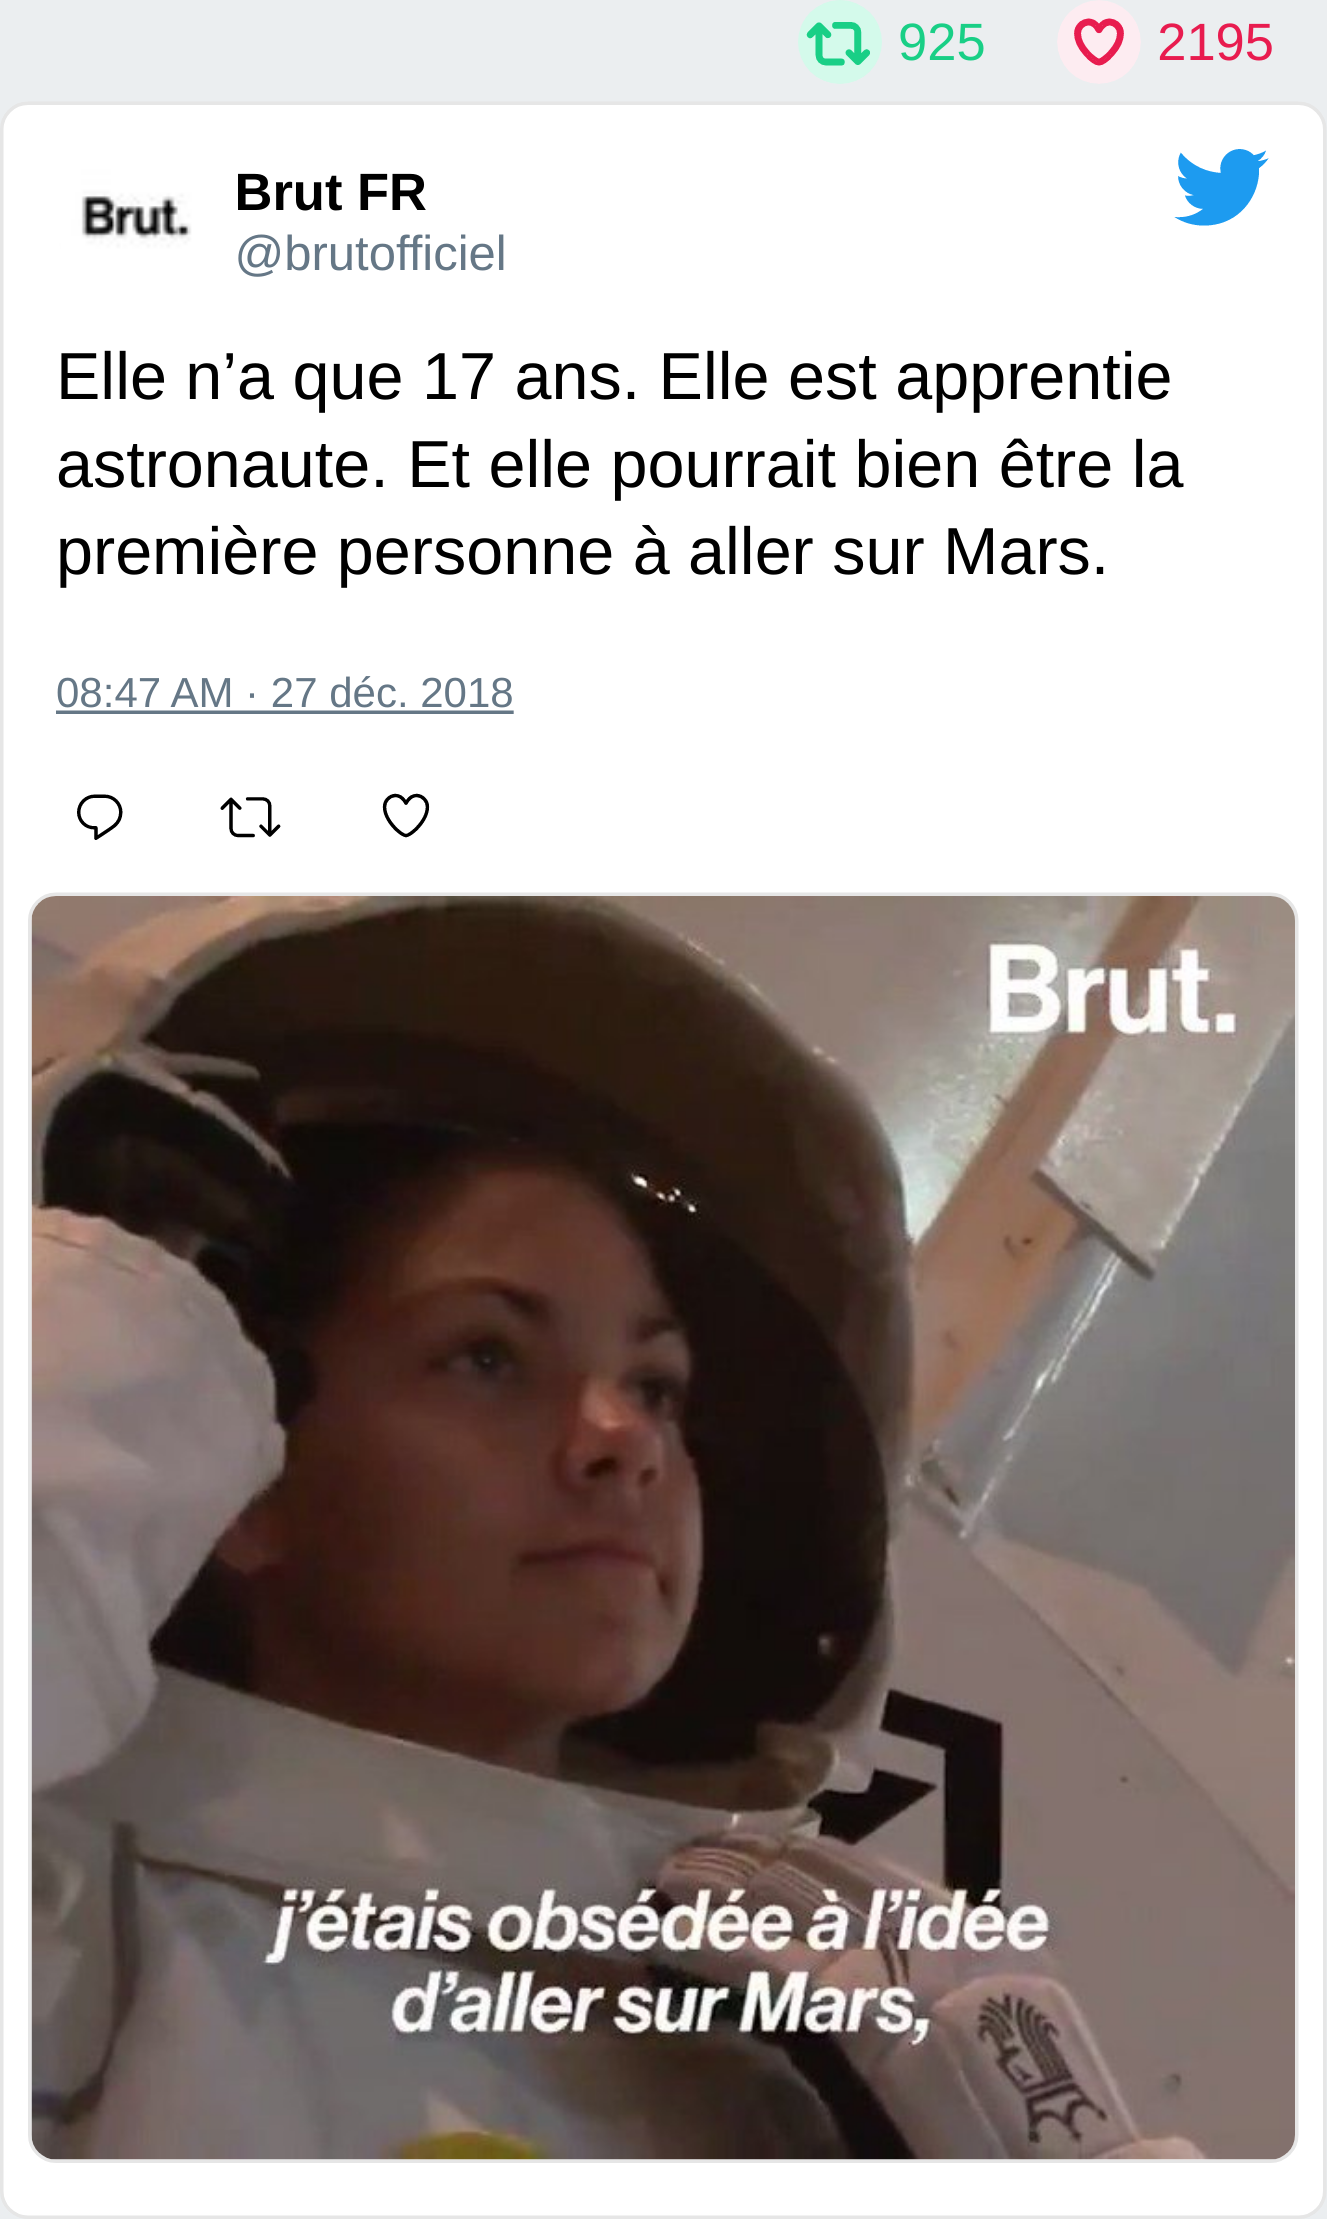 925 2195
Brut.
Brut FR
@brutofficiel
Elle n’a que 17 ans. Elle est apprentie
astronaute. Et elle pourrait bien être la
première personne à aller sur Mars.
08:47 AM · 27 déc. 2018
Brut.
j’étais obsédée à l’idée
d’aller sur Mars,